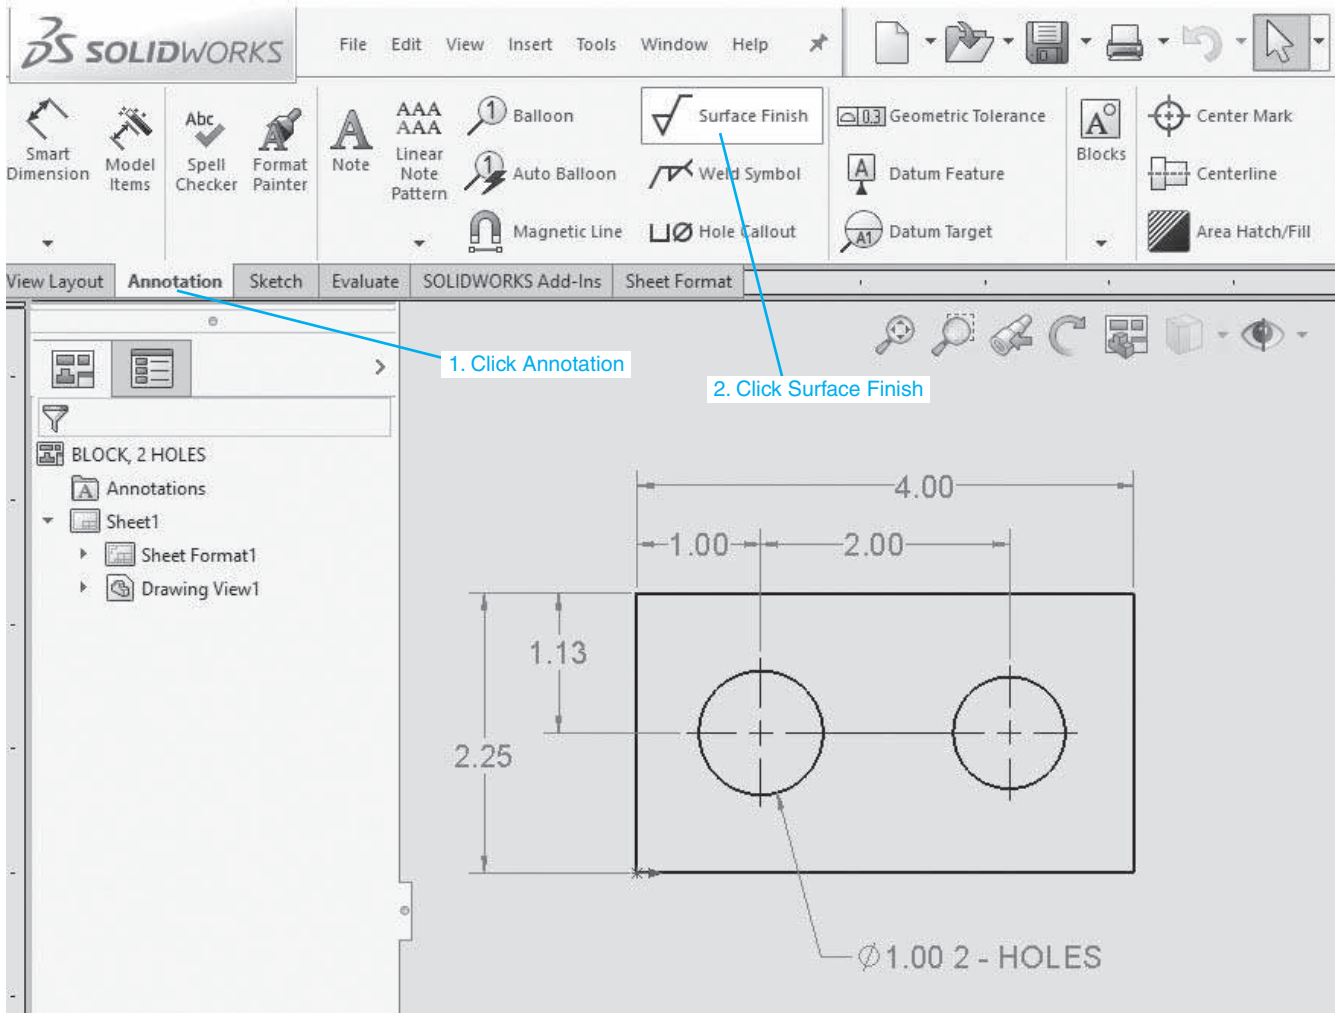 SOLIDWORKS
File Edit View Insert Tools Window Help
Smart
Dimension
Model
Items
Abc
Spell
Checker
Format
Painter
A
Note
AAA
AAA
Linear
Note
Pattern
1 Balloon
1 Auto Balloon
Magnetic Line
Surface Finish
Weld Symbol
Hole Callout
0.3 Geometric Tolerance
A Datum Feature
A1 Datum Target
A
Blocks
Center Mark
Centerline
Area Hatch/Fill
View Layout Annotation Sketch Evaluate SOLIDWORKS Add-Ins Sheet Format
1. Click Annotation
2. Click Surface Finish
BLOCK, 2 HOLES
A Annotations
Sheet1
Sheet Format1
Drawing View1
4.00
1.00 2.00
1.13
2.25
∅1.00 2 - HOLES